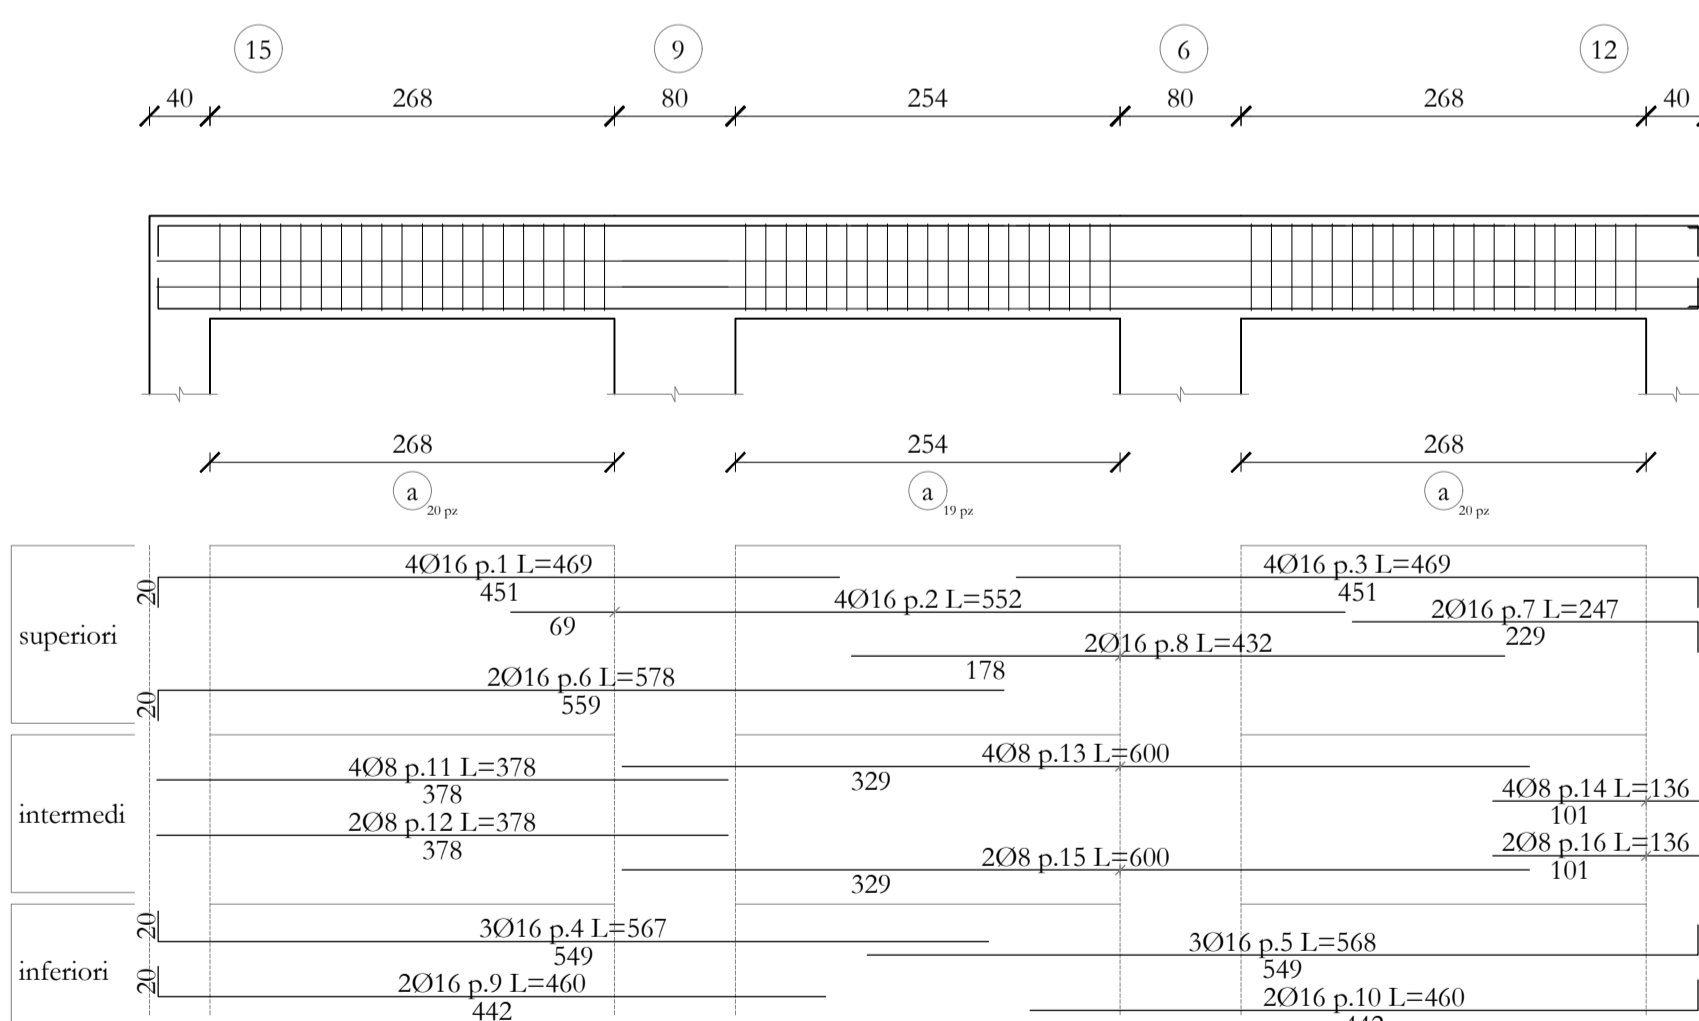 15 9 6 12
40 268 80 254 80 268 40
268 254 268
a 20 pz a 19 pz a 20 pz
superiori
4Ø16 p.1 L=469 4Ø16 p.3 L=469
20 451 451
4Ø16 p.2 L=552
69
2Ø16 p.7 L=247
229
2Ø16 p.8 L=432
178
2Ø16 p.6 L=578
20 559
intermedi
4Ø8 p.13 L=600
329
4Ø8 p.11 L=378
378
4Ø8 p.14 L=136
101
2Ø8 p.12 L=378
378
2Ø8 p.16 L=136
101
2Ø8 p.15 L=600
329
inferiori
3Ø16 p.4 L=567
20 549
3Ø16 p.5 L=568
549
2Ø16 p.9 L=460
20 442
2Ø16 p.10 L=460